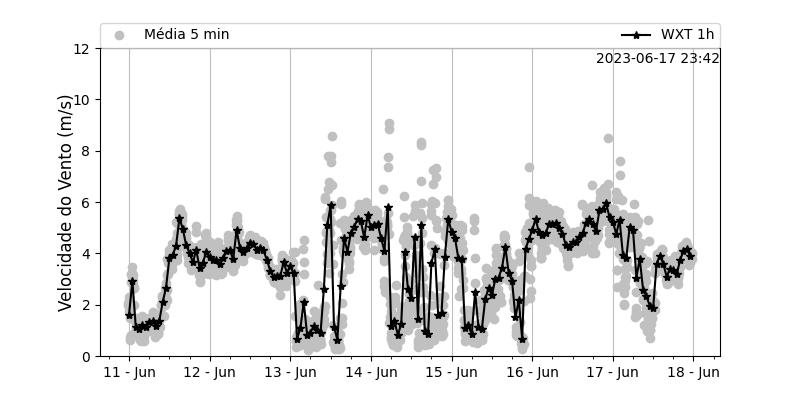 Média 5 min
WXT 1h
2023-06-17 23:42
Velocidade do Vento (m/s)
12
10
8
6
4
2
0
11 - Jun
12 - Jun
13 - Jun
14 - Jun
15 - Jun
16 - Jun
17 - Jun
18 - Jun